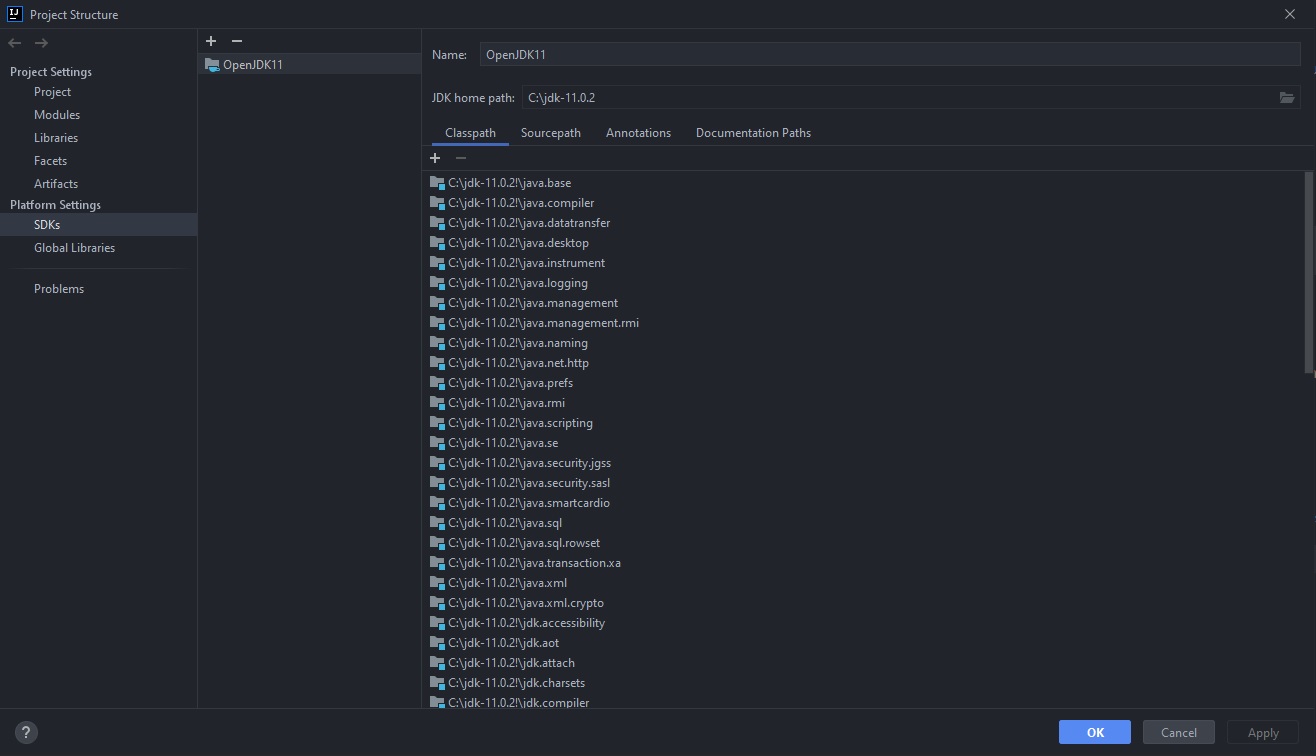 IJ Project Structure
Project Settings
Project
Modules
Libraries
Facets
Artifacts
Platform Settings
SDKs
Global Libraries
Problems
OpenJDK11
Name: OpenJDK11
JDK home path: C:\jdk-11.0.2
Classpath Sourcepath Annotations Documentation Paths
C:\jdk-11.0.2!\java.base
C:\jdk-11.0.2!\java.compiler
C:\jdk-11.0.2!\java.datatransfer
C:\jdk-11.0.2!\java.desktop
C:\jdk-11.0.2!\java.instrument
C:\jdk-11.0.2!\java.logging
C:\jdk-11.0.2!\java.management
C:\jdk-11.0.2!\java.management.rmi
C:\jdk-11.0.2!\java.naming
C:\jdk-11.0.2!\java.net.http
C:\jdk-11.0.2!\java.prefs
C:\jdk-11.0.2!\java.rmi
C:\jdk-11.0.2!\java.scripting
C:\jdk-11.0.2!\java.se
C:\jdk-11.0.2!\java.security.jgss
C:\jdk-11.0.2!\java.security.sasl
C:\jdk-11.0.2!\java.smartcardio
C:\jdk-11.0.2!\java.sql
C:\jdk-11.0.2!\java.sql.rowset
C:\jdk-11.0.2!\java.transaction.xa
C:\jdk-11.0.2!\java.xml
C:\jdk-11.0.2!\java.xml.crypto
C:\jdk-11.0.2!\jdk.accessibility
C:\jdk-11.0.2!\jdk.aot
C:\jdk-11.0.2!\jdk.attach
C:\jdk-11.0.2!\jdk.charsets
C:\jdk-11.0.2!\jdk.compiler
? OK Cancel Apply